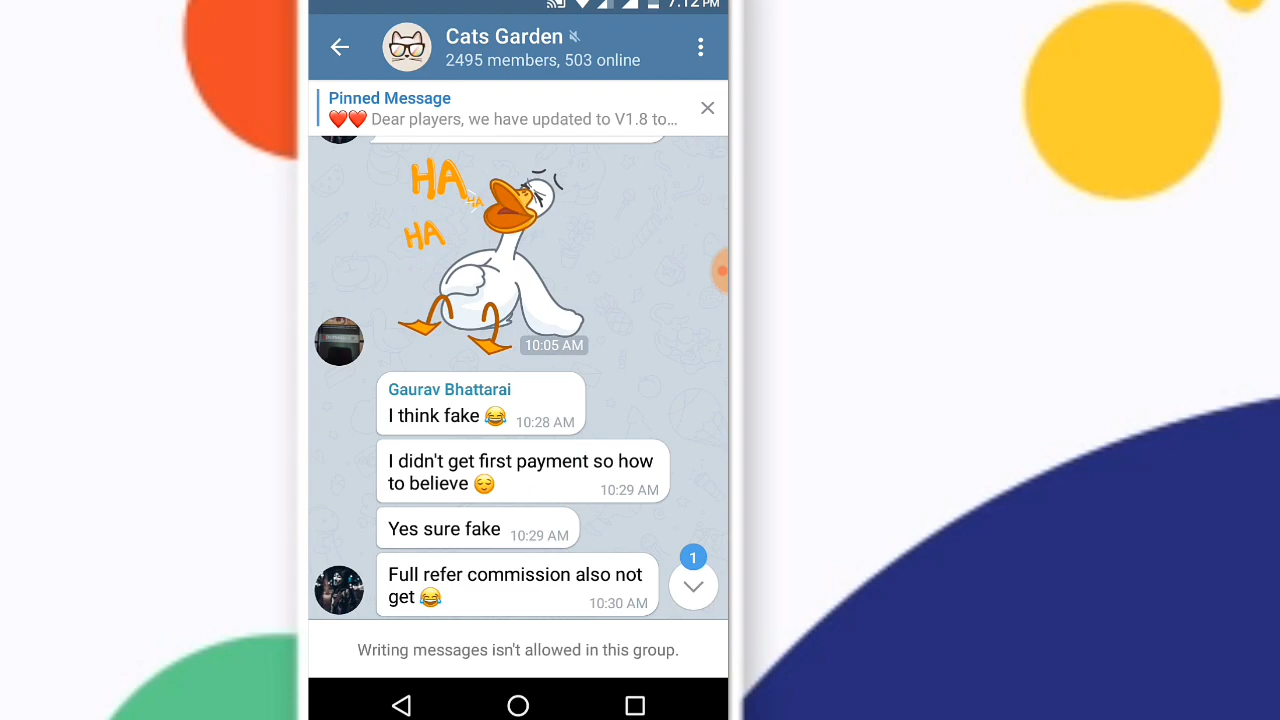 7:12 PM
Cats Garden
2495 members, 503 online
Pinned Message
❤️❤️ Dear players, we have updated to V1.8 to...
HA
HA
HA
10:05 AM
Gaurav Bhattarai
I think fake 😂 10:28 AM
I didn't get first payment so how
to believe 😌 10:29 AM
Yes sure fake 10:29 AM
1
Full refer commission also not
get 😂 10:30 AM
Writing messages isn't allowed in this group.